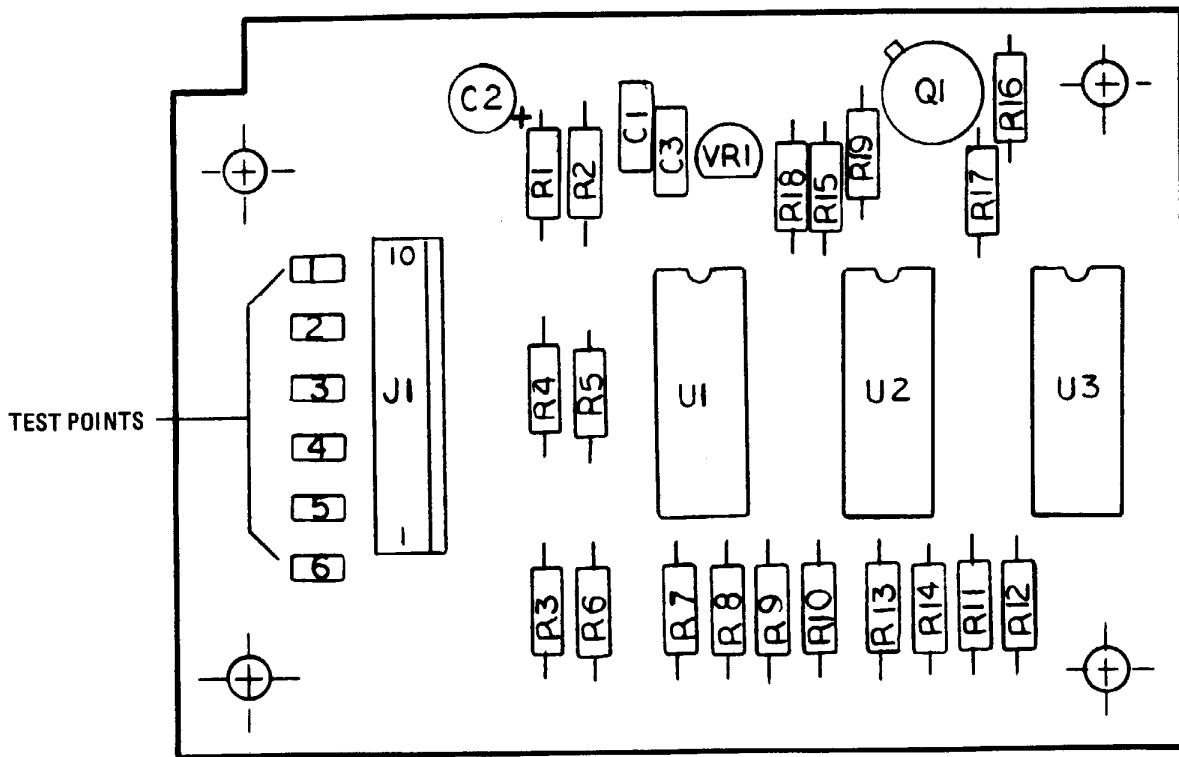 C2
+
R1
R2
C1
C3
VR1
R18
R15
R19
Q1
R17
R16
TEST POINTS
1
2
3
4
5
6
10
J1
1
R4
R5
U1
U2
U3
R3
R6
R7
R8
R9
R10
R13
R14
R11
R12